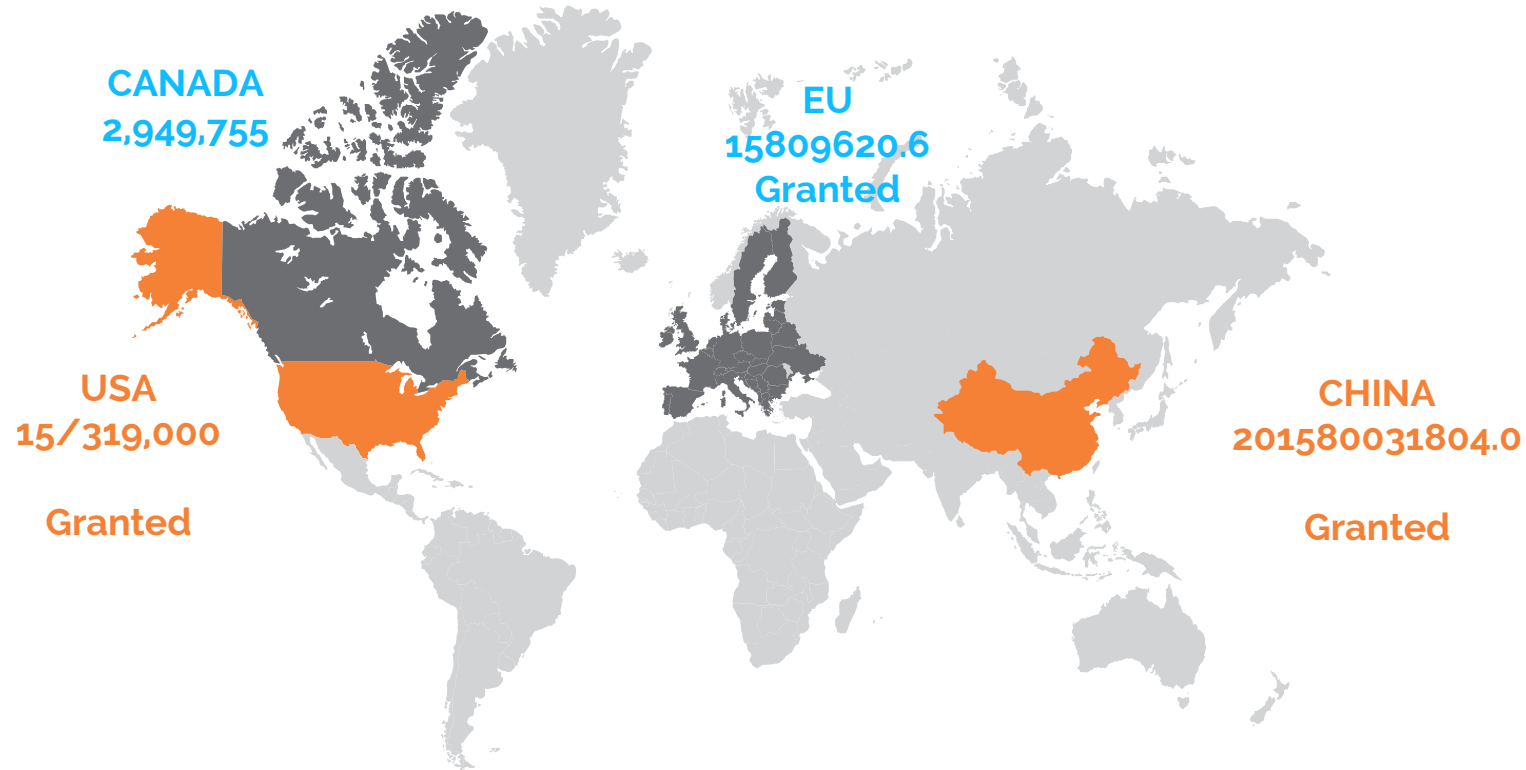 CANADA
2,949,755
EU
15809620.6
Granted
USA
15/319,000
Granted
CHINA
201580031804.0
Granted